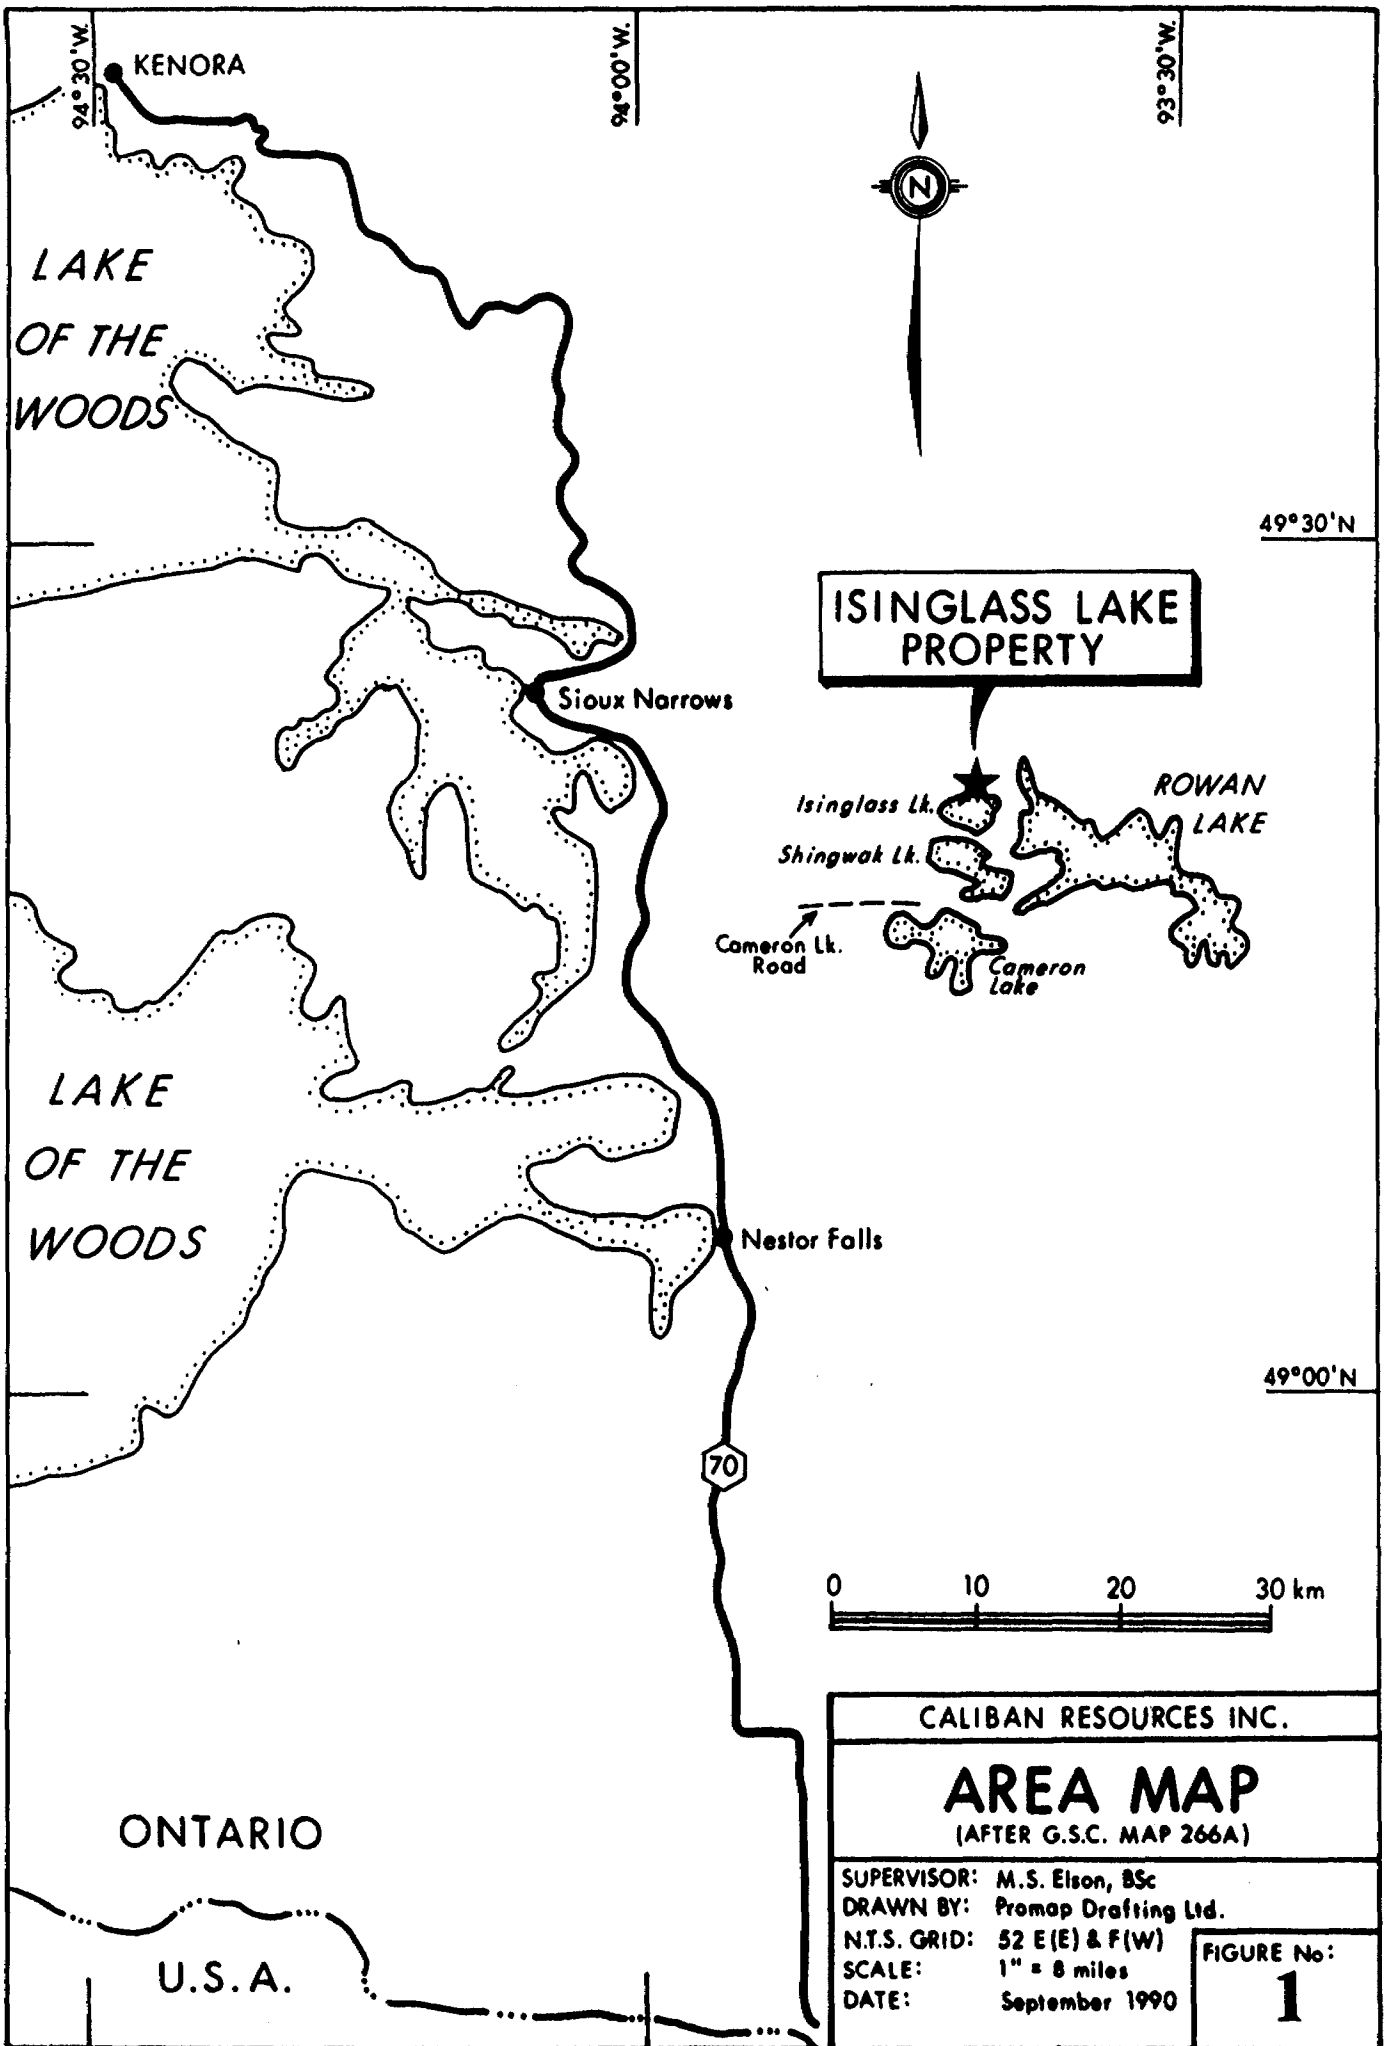 94°30'W.
94°00'W.
93°30'W.
KENORA
N
LAKE
OF THE
WOODS
49°30'N
ISINGLASS LAKE
PROPERTY
Sioux Narrows
Isinglass Lk.
ROWAN
LAKE
Shingwak Lk.
Cameron Lk.
Road
Cameron
Lake
LAKE
OF THE
WOODS
Nestor Falls
49°00'N
70
0 10 20 30 km
CALIBAN RESOURCES INC.
AREA MAP
(AFTER G.S.C. MAP 266A)
SUPERVISOR: M.S. Elson, BSc
DRAWN BY: Promap Drafting Ltd.
N.T.S. GRID: 52 E(E) & F(W)
SCALE: 1" = 8 miles
DATE: September 1990
FIGURE No:
1
ONTARIO
U.S.A.